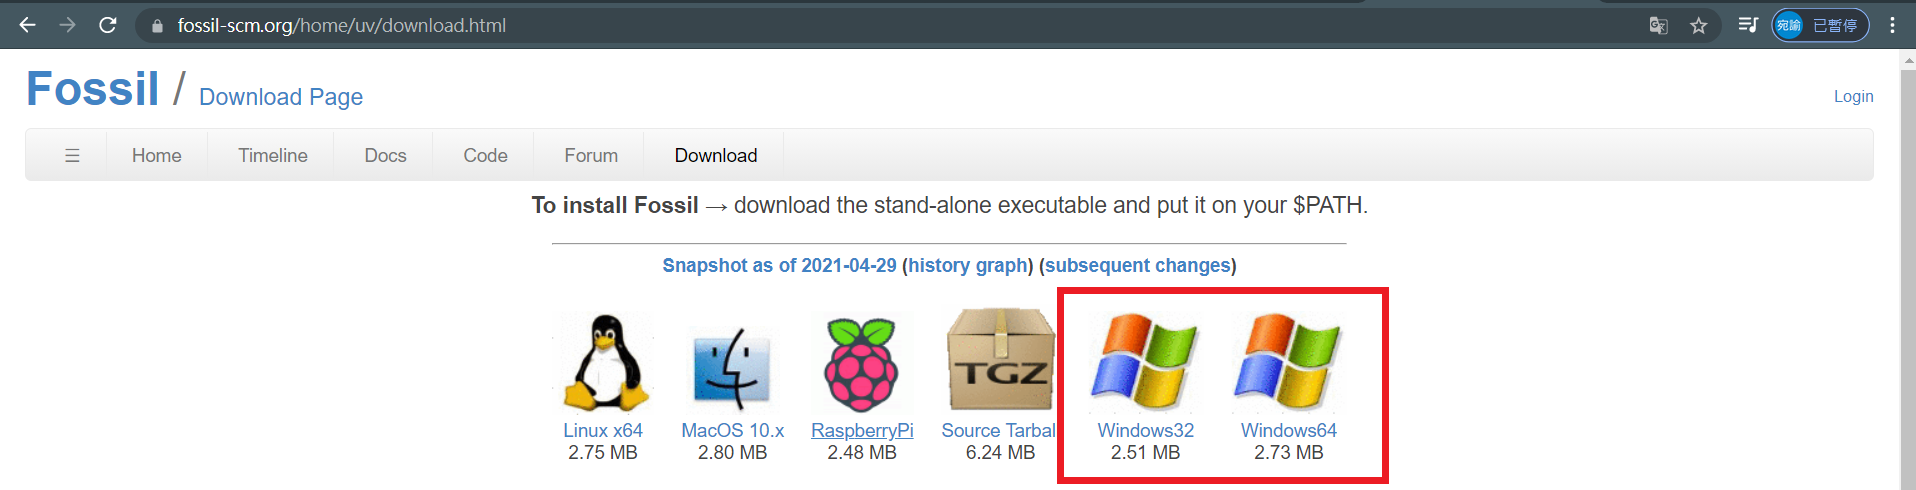 fossil-scm.org/home/uv/download.html
宛諭 已暫停
Fossil / Download Page
Login
☰ Home Timeline Docs Code Forum Download
To install Fossil → download the stand-alone executable and put it on your $PATH.
Snapshot as of 2021-04-29 (history graph) (subsequent changes)
TGZ
Linux x64 MacOS 10.x RaspberryPi Source Tarbal Windows32 Windows64
2.75 MB 2.80 MB 2.48 MB 6.24 MB 2.51 MB 2.73 MB